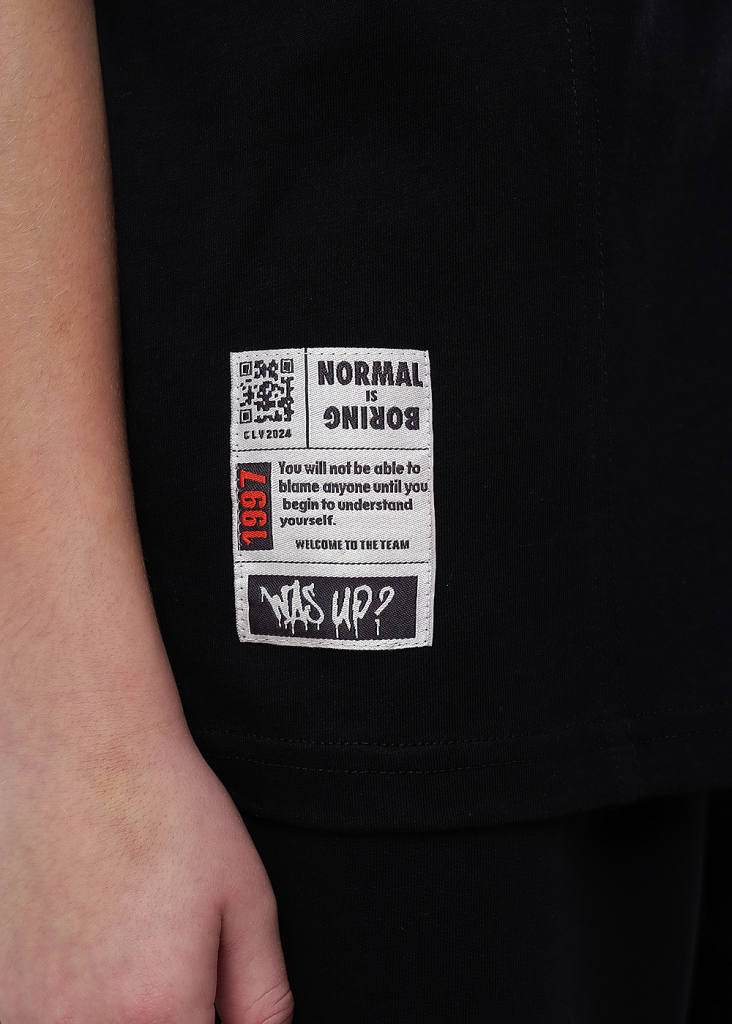 NORMAL
IS
BORING
CLV2024
1997
You will not be able to
blame anyone until you
begin to understand
yourself.
WELCOME TO THE TEAM
WAS UP?